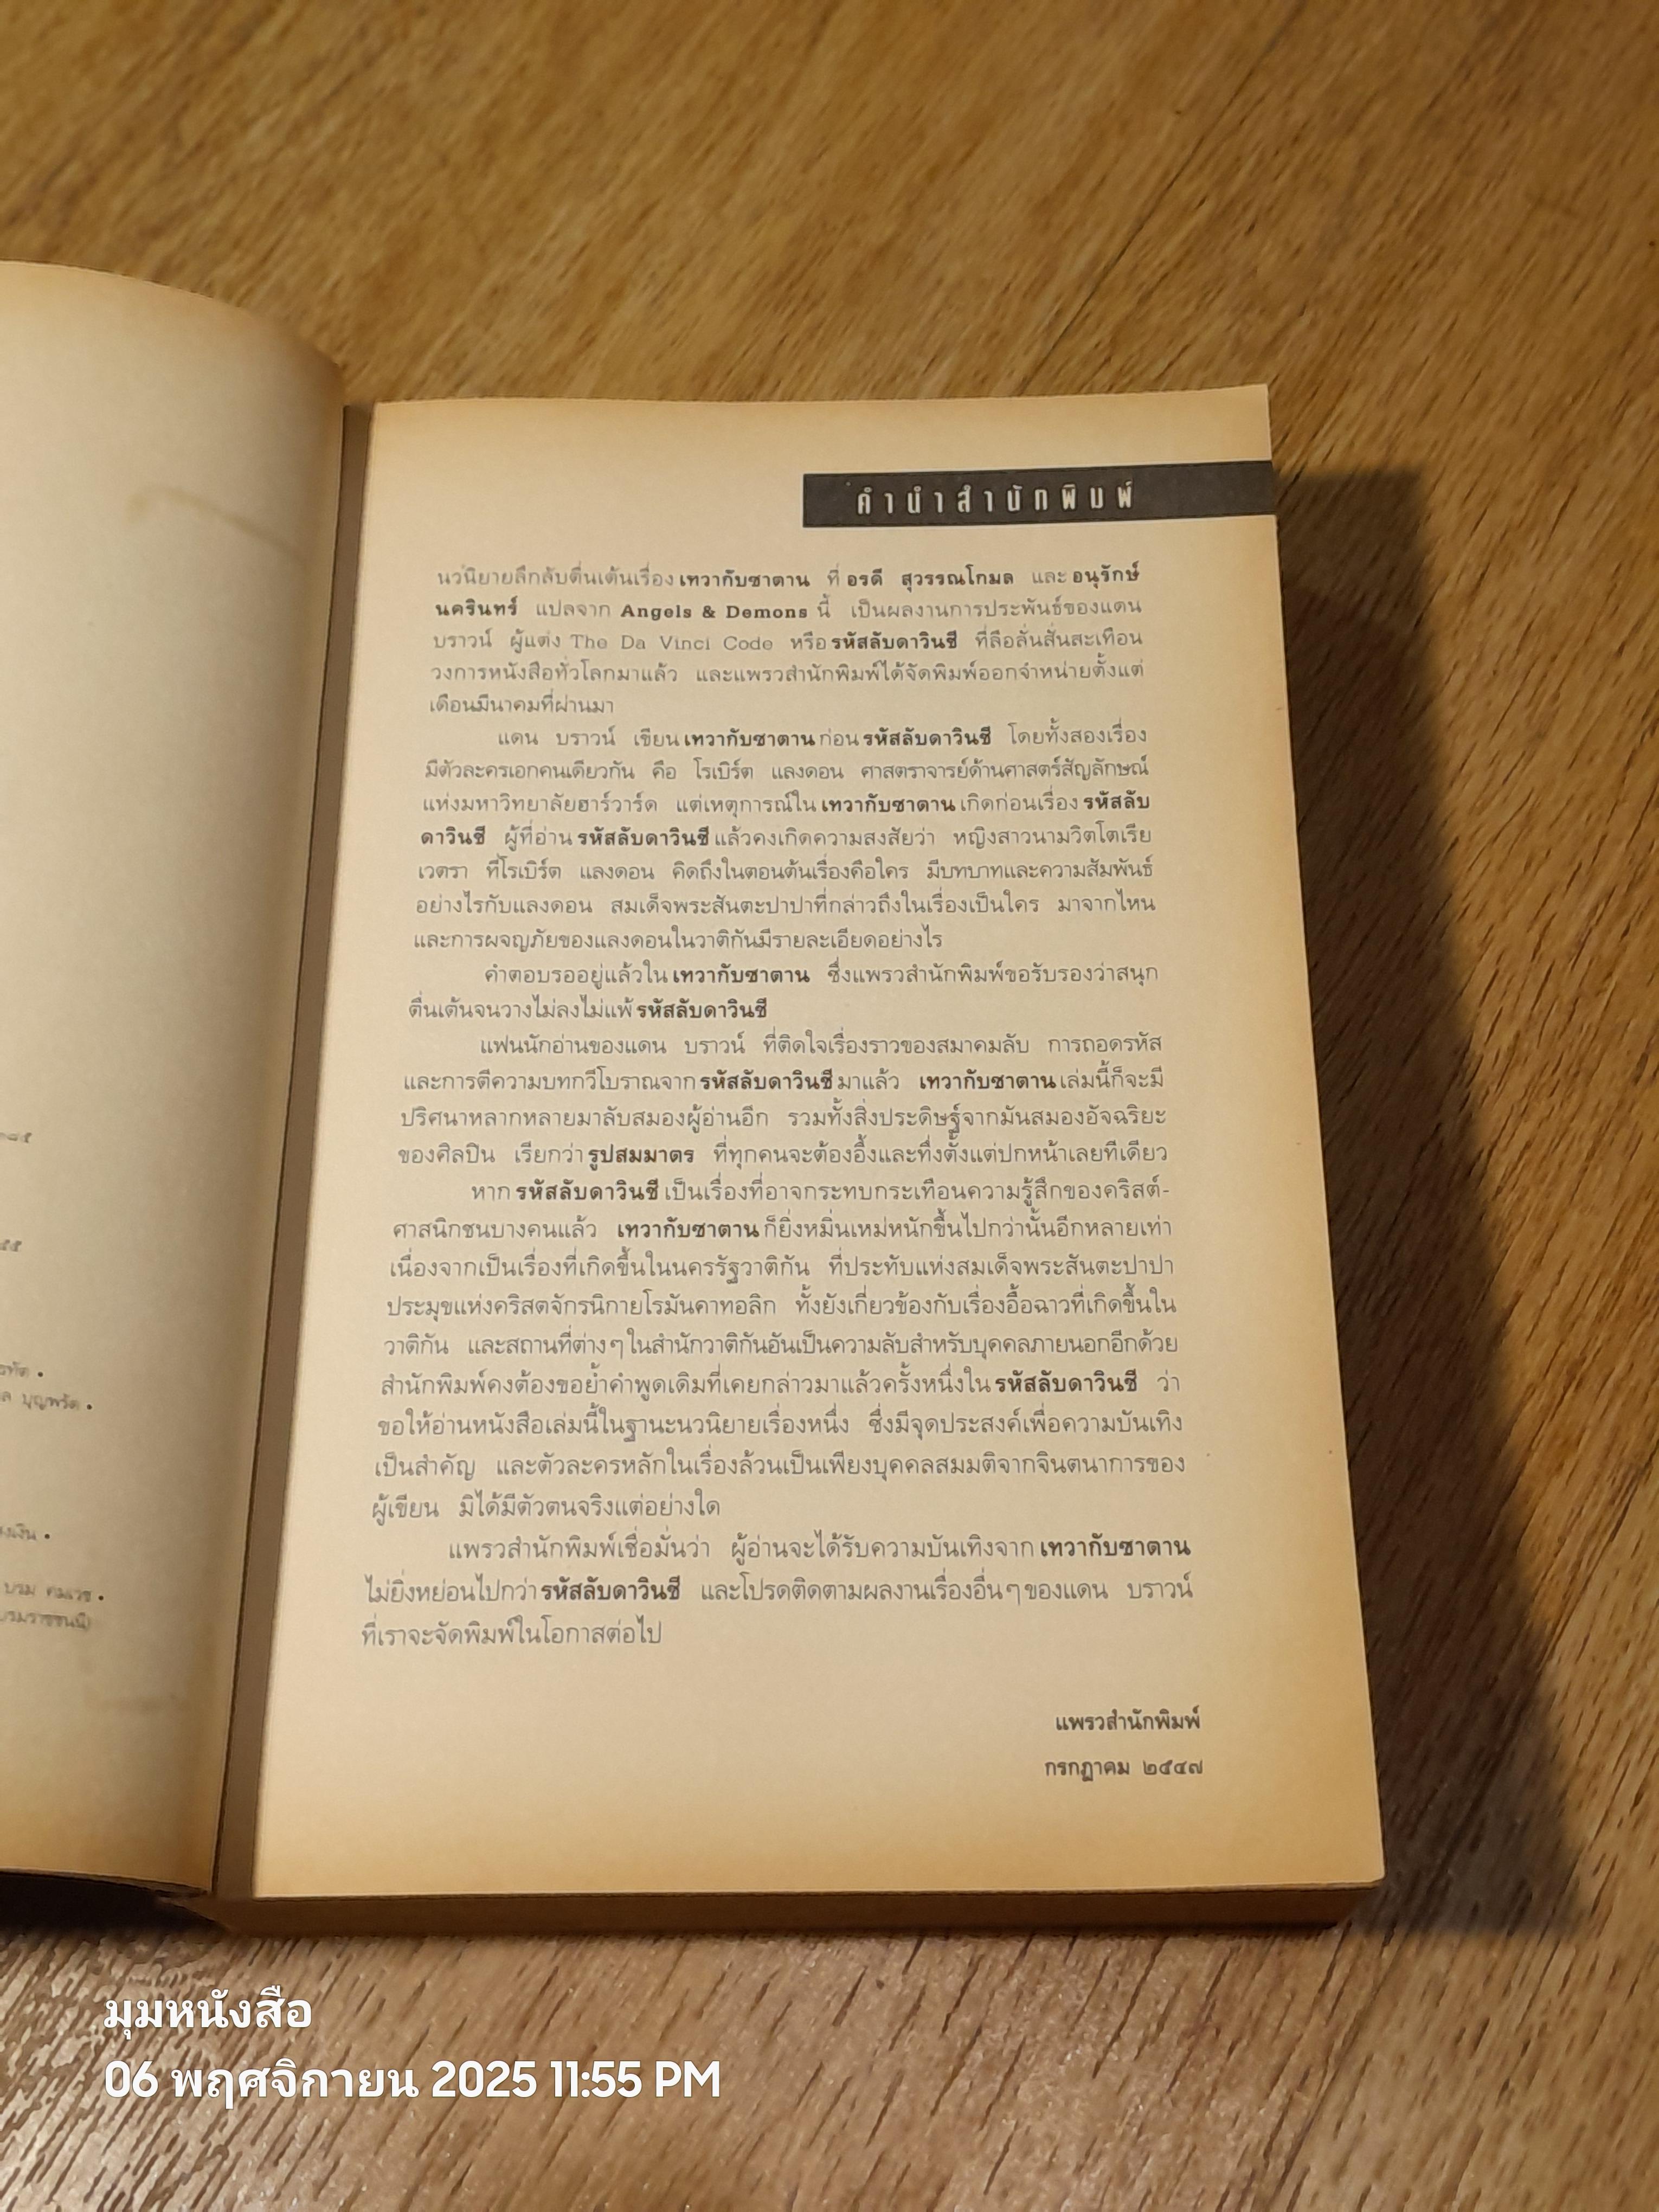 คำนำสำนักพิมพ์
นวนิยายลึกลับตื่นเต้นเรื่อง เทวากับซาตาน ที่ อรดี สุวรรณโกมล และ อนุรักษ์
นครินทร์ แปลจาก Angels & Demons นี้ เป็นผลงานการประพันธ์ของแดน
บราวน์ ผู้แต่ง The Da Vinci Code หรือ รหัสลับดาวินชี ที่ลือลั่นสั่นสะเทือน
วงการหนังสือทั่วโลกมาแล้ว และแพรวสำนักพิมพ์ได้จัดพิมพ์ออกจำหน่ายตั้งแต่
เดือนมีนาคมที่ผ่านมา
แดน บราวน์ เขียน เทวากับซาตาน ก่อน รหัสลับดาวินชี โดยทั้งสองเรื่อง
มีตัวละครเอกคนเดียวกัน คือ โรเบิร์ต แลงดอน ศาสตราจารย์ด้านศาสตร์สัญลักษณ์
แห่งมหาวิทยาลัยฮาร์วาร์ด แต่เหตุการณ์ใน เทวากับซาตาน เกิดก่อนเรื่อง รหัสลับ
ดาวินชี ผู้ที่อ่าน รหัสลับดาวินชี แล้วคงเกิดความสงสัยว่า หญิงสาวนามวิตโตเรีย
เวตรา ที่โรเบิร์ต แลงดอน คิดถึงในตอนต้นเรื่องคือใคร มีบทบาทและความสัมพันธ์
อย่างไรกับแลงดอน สมเด็จพระสันตะปาปาที่กล่าวถึงในเรื่องเป็นใคร มาจากไหน
และการผจญภัยของแลงดอนในวาติกันมีรายละเอียดอย่างไร
คำตอบรออยู่แล้วใน เทวากับซาตาน ซึ่งแพรวสำนักพิมพ์ขอรับรองว่าสนุก
ตื่นเต้นจนวางไม่ลงไม่แพ้ รหัสลับดาวินชี
แฟนนักอ่านของแดน บราวน์ ที่ติดใจเรื่องราวของสมาคมลับ การถอดรหัส
และการตีความบทกวีโบราณจาก รหัสลับดาวินชี มาแล้ว เทวากับซาตาน เล่มนี้ก็จะมี
ปริศนาหลากหลายมาลับสมองผู้อ่านอีก รวมทั้งสิ่งประดิษฐ์จากมันสมองอัจฉริยะ
ของศิลปิน เรียกว่า รูปสมมาตร ที่ทุกคนจะต้องอึ้งและทึ่งตั้งแต่ปกหน้าเลยทีเดียว
หาก รหัสลับดาวินชี เป็นเรื่องที่อาจกระทบกระเทือนความรู้สึกของคริสต์-
ศาสนิกชนบางคนแล้ว เทวากับซาตาน ก็ยิ่งหมิ่นเหม่หนักขึ้นไปกว่านั้นอีกหลายเท่า
เนื่องจากเป็นเรื่องที่เกิดขึ้นในนครรัฐวาติกัน ที่ประทับแห่งสมเด็จพระสันตะปาปา
ประมุขแห่งคริสตจักรนิกายโรมันคาทอลิก ทั้งยังเกี่ยวข้องกับเรื่องอื้อฉาวที่เกิดขึ้นใน
วาติกัน และสถานที่ต่างๆ ในสำนักวาติกันอันเป็นความลับสำหรับบุคคลภายนอกอีกด้วย
สำนักพิมพ์คงต้องขอย้ำคำพูดเดิมที่เคยกล่าวมาแล้วครั้งหนึ่งใน รหัสลับดาวินชี ว่า
ขอให้อ่านหนังสือเล่มนี้ในฐานะนวนิยายเรื่องหนึ่ง ซึ่งมีจุดประสงค์เพื่อความบันเทิง
เป็นสำคัญ และตัวละครหลักในเรื่องล้วนเป็นเพียงบุคคลสมมติจากจินตนาการของ
ผู้เขียน มิได้มีตัวตนจริงแต่อย่างใด
แพรวสำนักพิมพ์เชื่อมั่นว่า ผู้อ่านจะได้รับความบันเทิงจาก เทวากับซาตาน
ไม่ยิ่งหย่อนไปกว่า รหัสลับดาวินชี และโปรดติดตามผลงานเรื่องอื่นๆ ของแดน บราวน์
ที่เราจะจัดพิมพ์ในโอกาสต่อไป
แพรวสำนักพิมพ์
กรกฎาคม ๒๕๔๗
บุญพรัด •
บรม คมเวช •
มุมหนังสือ
06 พฤศจิกายน 2025 11:55 PM